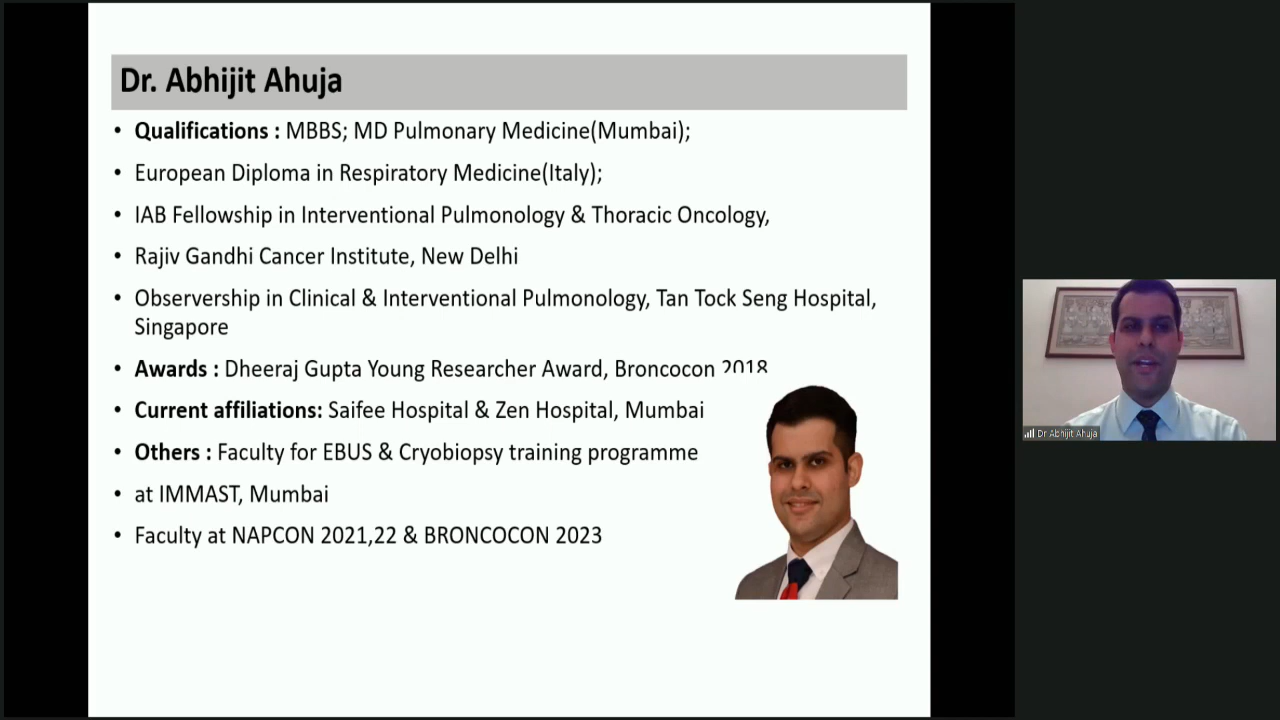 Dr. Abhijit Ahuja
• Qualifications : MBBS; MD Pulmonary Medicine(Mumbai);
• European Diploma in Respiratory Medicine(Italy);
• IAB Fellowship in Interventional Pulmonology & Thoracic Oncology,
• Rajiv Gandhi Cancer Institute, New Delhi
• Observership in Clinical & Interventional Pulmonology, Tan Tock Seng Hospital,
Singapore
• Awards : Dheeraj Gupta Young Researcher Award, Broncocon 2018
• Current affiliations: Saifee Hospital & Zen Hospital, Mumbai
• Others : Faculty for EBUS & Cryobiopsy training programme
• at IMMAST, Mumbai
• Faculty at NAPCON 2021,22 & BRONCOCON 2023
Dr Abhijit Ahuja